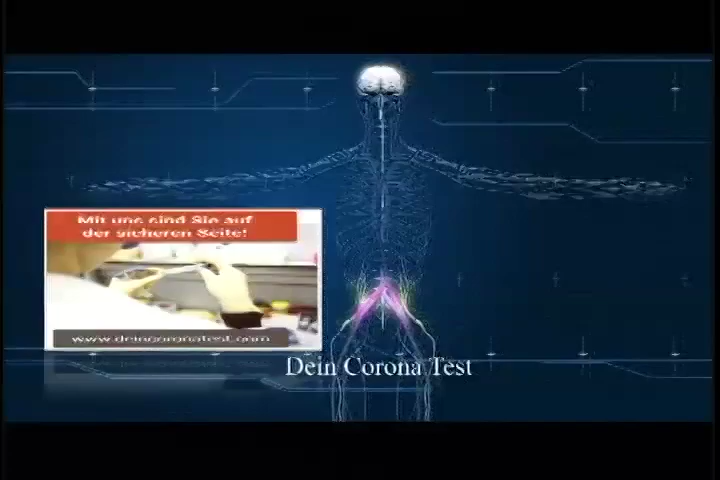 Mit uns sind Sie auf
der sicheren Seite!
www.deincoronatest.com
Dein Corona Test